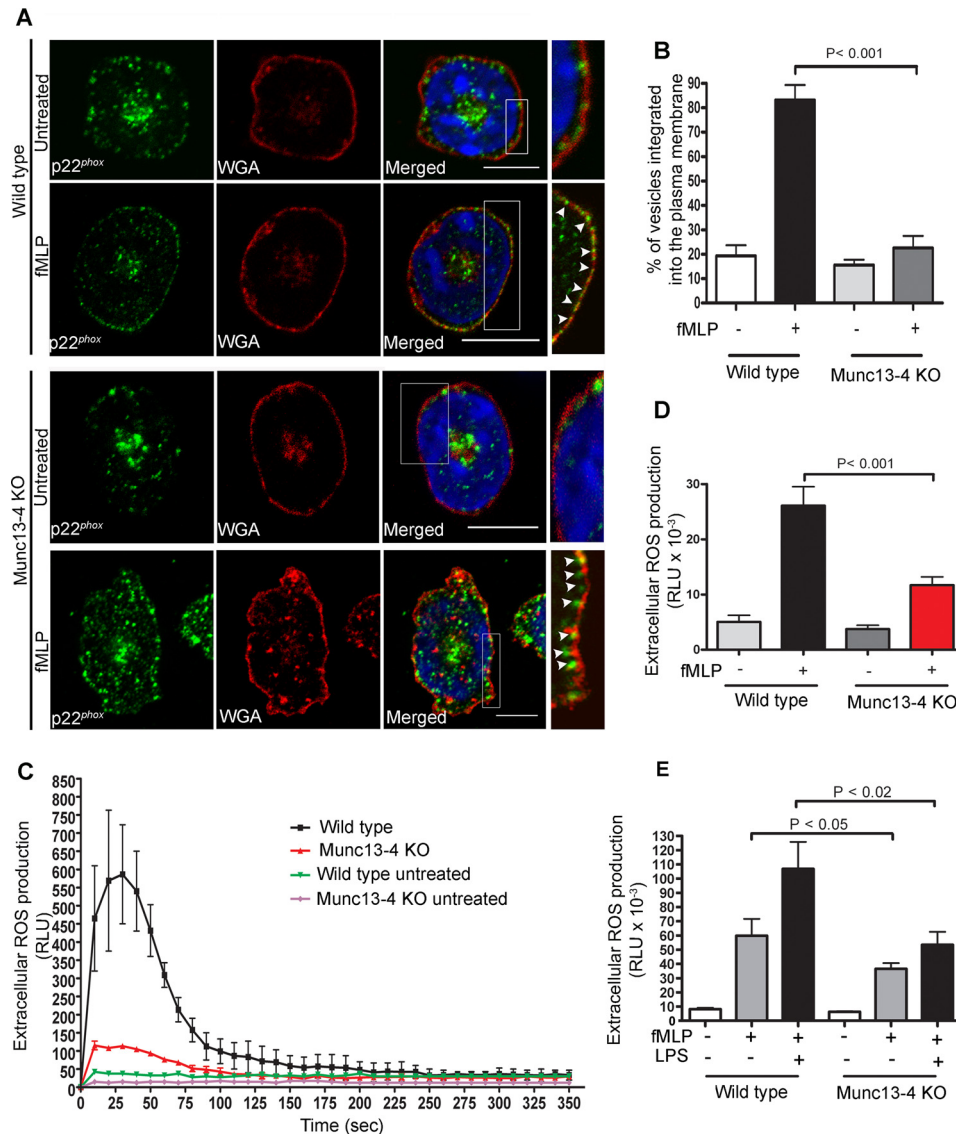 A
Wild type
Untreated
p22phox
WGA
Merged
fMLP
p22phox
WGA
Merged
Munc13-4 KO
Untreated
p22phox
WGA
Merged
fMLP
p22phox
WGA
Merged
B
P< 0.001
% of vesicles integrated
into the plasma membrane
90
80
70
60
50
40
30
20
10
0
fMLP - + - +
Wild type Munc13-4 KO
D
P< 0.001
Extracellular ROS production
(RLU x 10-3)
30
20
10
0
fMLP - + - +
Wild type Munc13-4 KO
C
Extracellular ROS production
(RLU)
850
800
750
700
650
600
550
500
450
400
350
300
250
200
150
100
50
0
Wild type
Munc13-4 KO
Wild type untreated
Munc13-4 KO untreated
0 25 50 75 100 125 150 175 200 225 250 275 300 325 350
Time (sec)
E
P < 0.02
P < 0.05
Extracellular ROS production
(RLU x 10-3)
130
120
110
100
90
80
70
60
50
40
30
20
10
0
fMLP - + + - + +
LPS - - + - - +
Wild type Munc13-4 KO